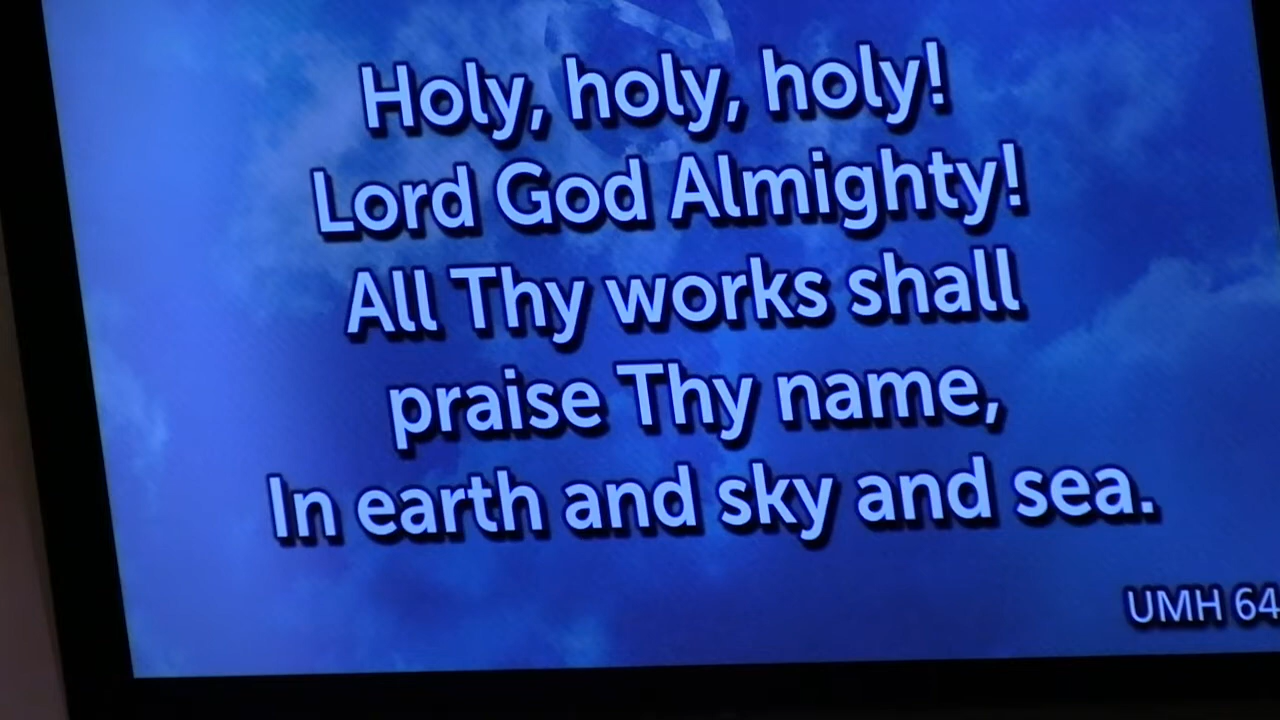 Holy, holy, holy!
Lord God Almighty!
All Thy works shall
praise Thy name,
In earth and sky and sea.
UMH 64